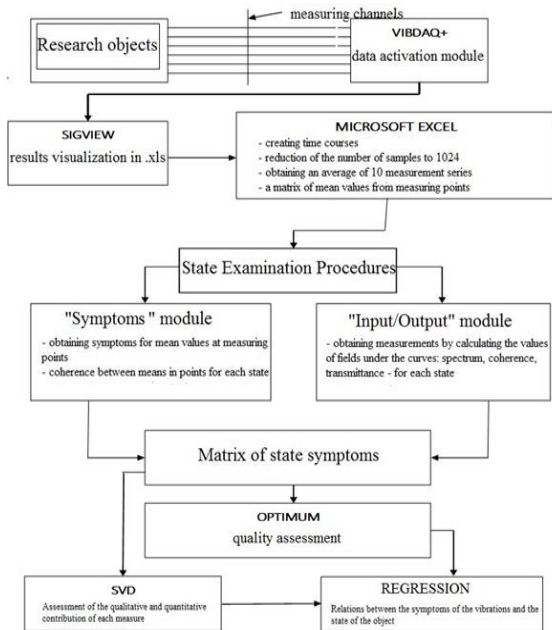 measuring channels
Research objects
VIBDAQ+
data activation module
SIGVIEW
results visualization in .xls
MICROSOFT EXCEL
- creating time courses
- reduction of the number of samples to 1024
- obtaining an average of 10 measurement series
- a matrix of mean values from measuring points
State Examination Procedures
"Symptoms " module
- obtaining symptoms for mean values at measuring
points
- coherence between means in points for each state
"Input/Output" module
- obtaining measurements by calculating the values
of fields under the curves: spectrum, coherence,
transmittance - for each state
Matrix of state symptoms
OPTIMUM
quality assessment
SVD
Assessment of the qualitative and quantitative
contribution of each measure
REGRESSION
Relations between the symptoms of the vibrations and the
state of the object